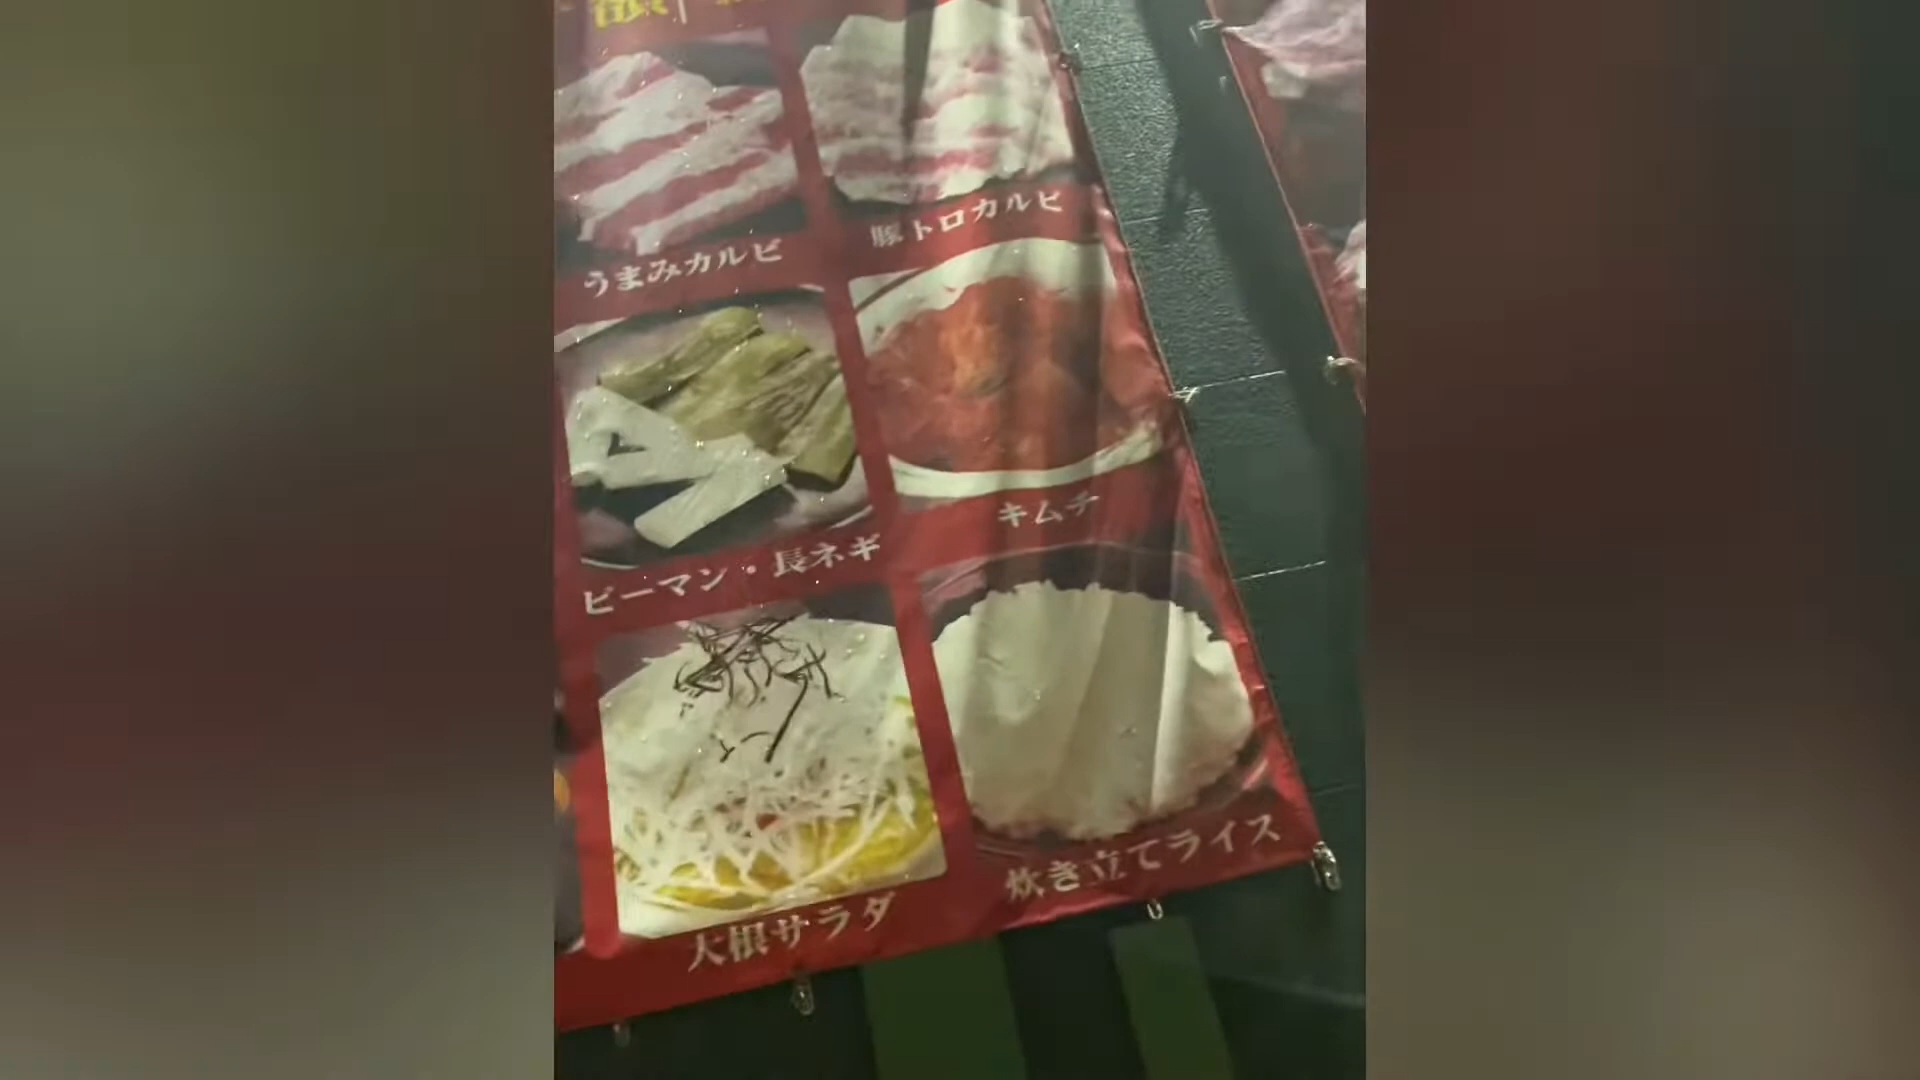 うまみカルビ
豚トロカルビ
ピーマン・長ネギ
キムチ
大根サラダ
炊き立てライス